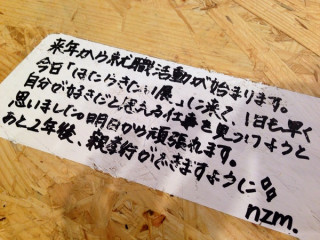 来年から就職活動が始まります。
今日「はたらきたい展」に来て、1日も早く
自分が好きだと思える仕事を見つけようと
思いました。明日から頑張れます。
あと2年後、親孝行ができますように
nzm.